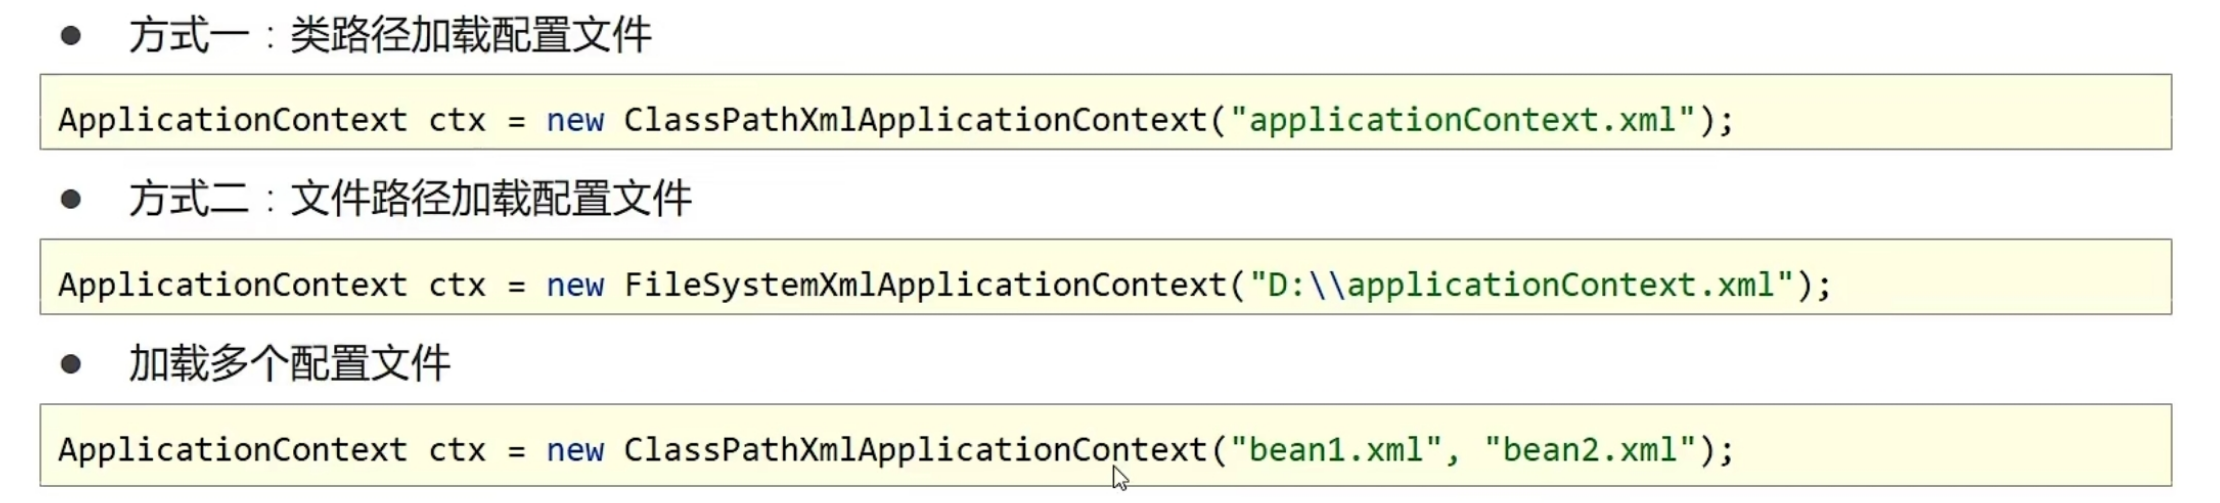 ● 方式一：类路径加载配置文件
ApplicationContext ctx = new ClassPathXmlApplicationContext("applicationContext.xml");
● 方式二：文件路径加载配置文件
ApplicationContext ctx = new FileSystemXmlApplicationContext("D:\\applicationContext.xml");
● 加载多个配置文件
ApplicationContext ctx = new ClassPathXmlApplicationContext("bean1.xml", "bean2.xml");